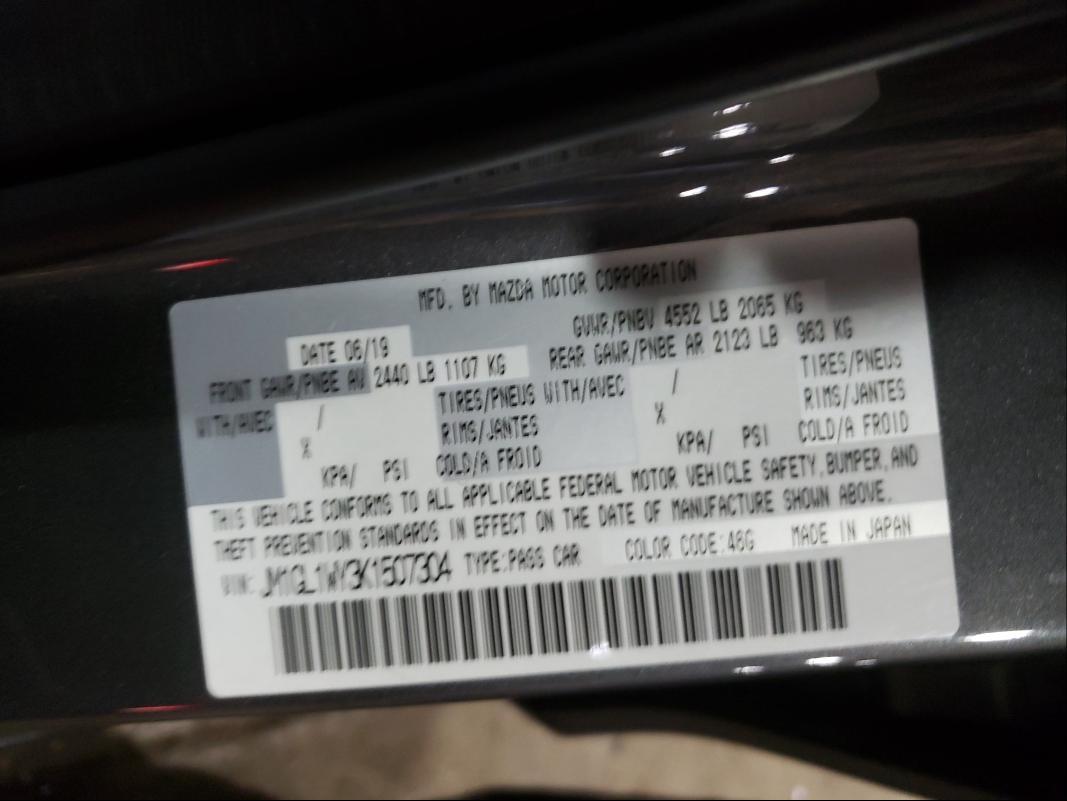 MFD. BY MAZDA MOTOR CORPORATION
DATE 06/19 GVWR/PNBV 4552 LB 2065 KG
FRONT GAWR/PNBE AV 2440 LB 1107 KG REAR GAWR/PNBE AR 2123 LB 963 KG
WITH/AVEC / TIRES/PNEUS WITH/AVEC / TIRES/PNEUS
X RIMS/JANTES X RIMS/JANTES
KPA/ PSI COLD/A FROID KPA/ PSI COLD/A FROID
THIS VEHICLE CONFORMS TO ALL APPLICABLE FEDERAL MOTOR VEHICLE SAFETY, BUMPER, AND
THEFT PREVENTION STANDARDS IN EFFECT ON THE DATE OF MANUFACTURE SHOWN ABOVE.
VIN: JM1GL1WY3K1507304 TYPE:PASS CAR COLOR CODE:46G MADE IN JAPAN